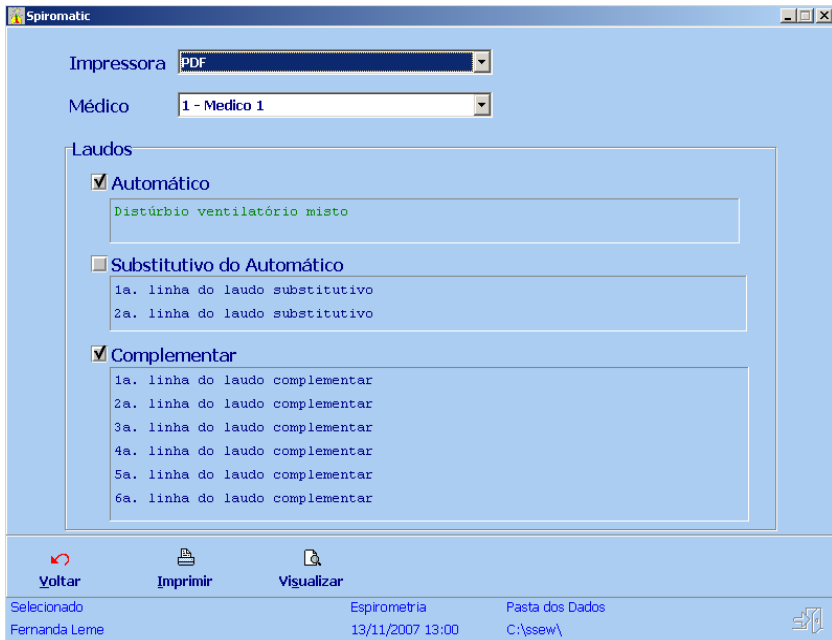 Spiromatic
Impressora PDF
Médico 1 - Medico 1
Laudos
Automático
Distúrbio ventilatório misto
Substitutivo do Automático
1a. linha do laudo substitutivo
2a. linha do laudo substitutivo
Complementar
1a. linha do laudo complementar
2a. linha do laudo complementar
3a. linha do laudo complementar
4a. linha do laudo complementar
5a. linha do laudo complementar
6a. linha do laudo complementar
Voltar Imprimir Visualizar
Selecionado Espirometria Pasta dos Dados
Fernanda Leme 13/11/2007 13:00 C:\ssew\